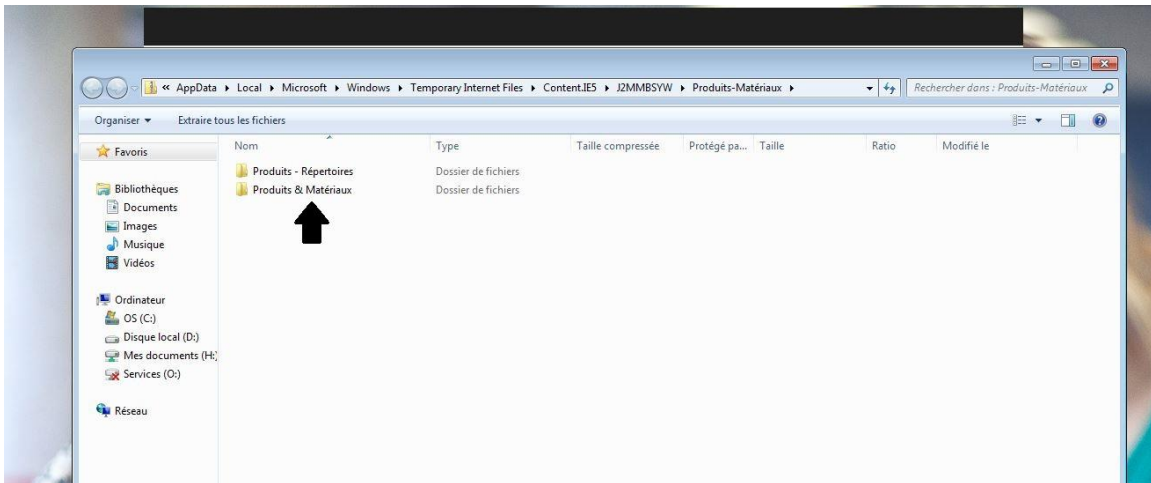 « AppData ▸ Local ▸ Microsoft ▸ Windows ▸ Temporary Internet Files ▸ Content.IE5 ▸ J2MMBSYW ▸ Produits-Matériaux ▸
Rechercher dans : Produits-Matériaux
Organiser Extraire tous les fichiers
Nom Type Taille compressée Protégé pa... Taille Ratio Modifié le
Produits - Répertoires Dossier de fichiers
Produits & Matériaux Dossier de fichiers
Favoris
Bibliothèques
Documents
Images
Musique
Vidéos
Ordinateur
OS (C:)
Disque local (D:)
Mes documents (H:)
Services (O:)
Réseau